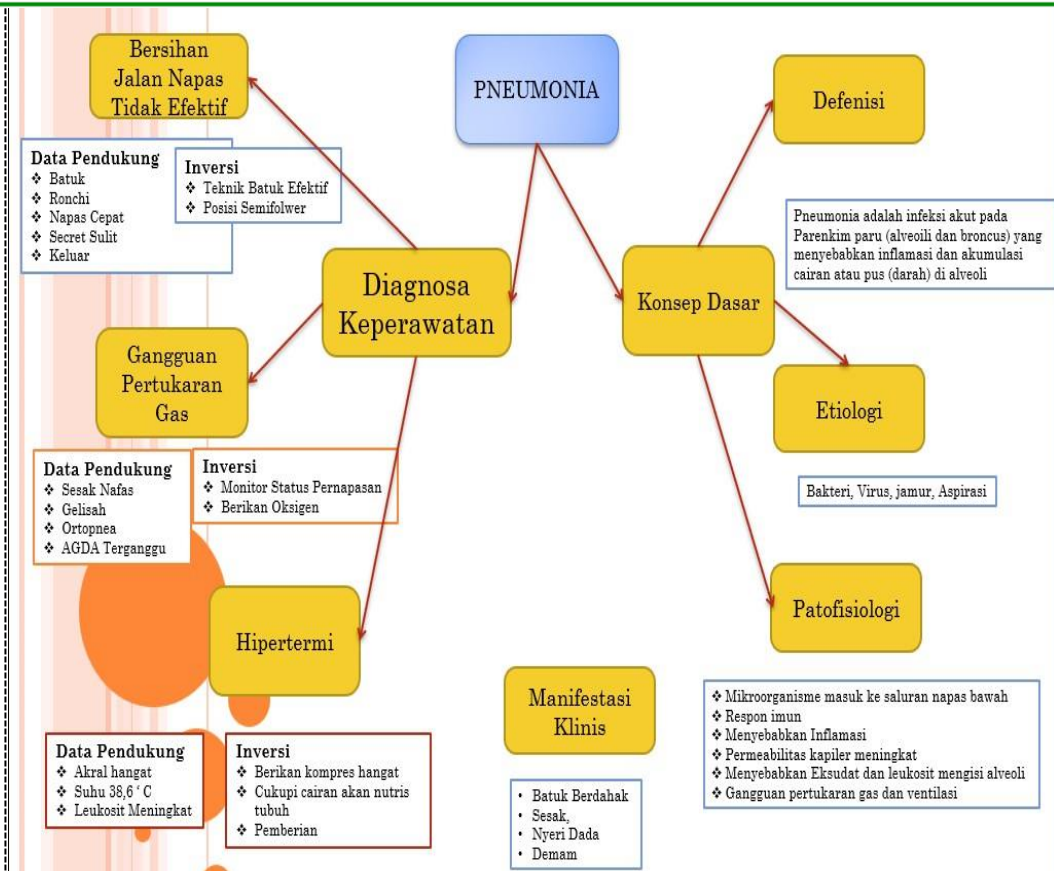 PNEUMONIA
Bersihan
Jalan Napas
Tidak Efektif
Data Pendukung
❖ Batuk
❖ Ronchi
❖ Napas Cepat
❖ Secret Sulit
❖ Keluar
Inversi
❖ Teknik Batuk Efektif
❖ Posisi Semifolwer
Diagnosa
Keperawatan
Gangguan
Pertukaran
Gas
Data Pendukung
❖ Sesak Nafas
❖ Gelisah
❖ Ortopnea
❖ AGDA Terganggu
Inversi
❖ Monitor Status Pernapasan
❖ Berikan Oksigen
Hipertermi
Data Pendukung
❖ Akral hangat
❖ Suhu 38,6 ‘ C
❖ Leukosit Meningkat
Inversi
❖ Berikan kompres hangat
❖ Cukupi cairan akan nutris
tubuh
❖ Pemberian
Defenisi
Pneumonia adalah infeksi akut pada
Parenkim paru (alveoili dan broncus) yang
menyebabkan inflamasi dan akumulasi
cairan atau pus (darah) di alveoli
Konsep Dasar
Etiologi
Bakteri, Virus, jamur, Aspirasi
Patofisiologi
❖ Mikroorganisme masuk ke saluran napas bawah
❖ Respon imun
❖ Menyebabkan Inflamasi
❖ Permeabilitas kapiler meningkat
❖ Menyebabkan Eksudat dan leukosit mengisi alveoli
❖ Gangguan pertukaran gas dan ventilasi
Manifestasi
Klinis
• Batuk Berdahak
• Sesak,
• Nyeri Dada
• Demam